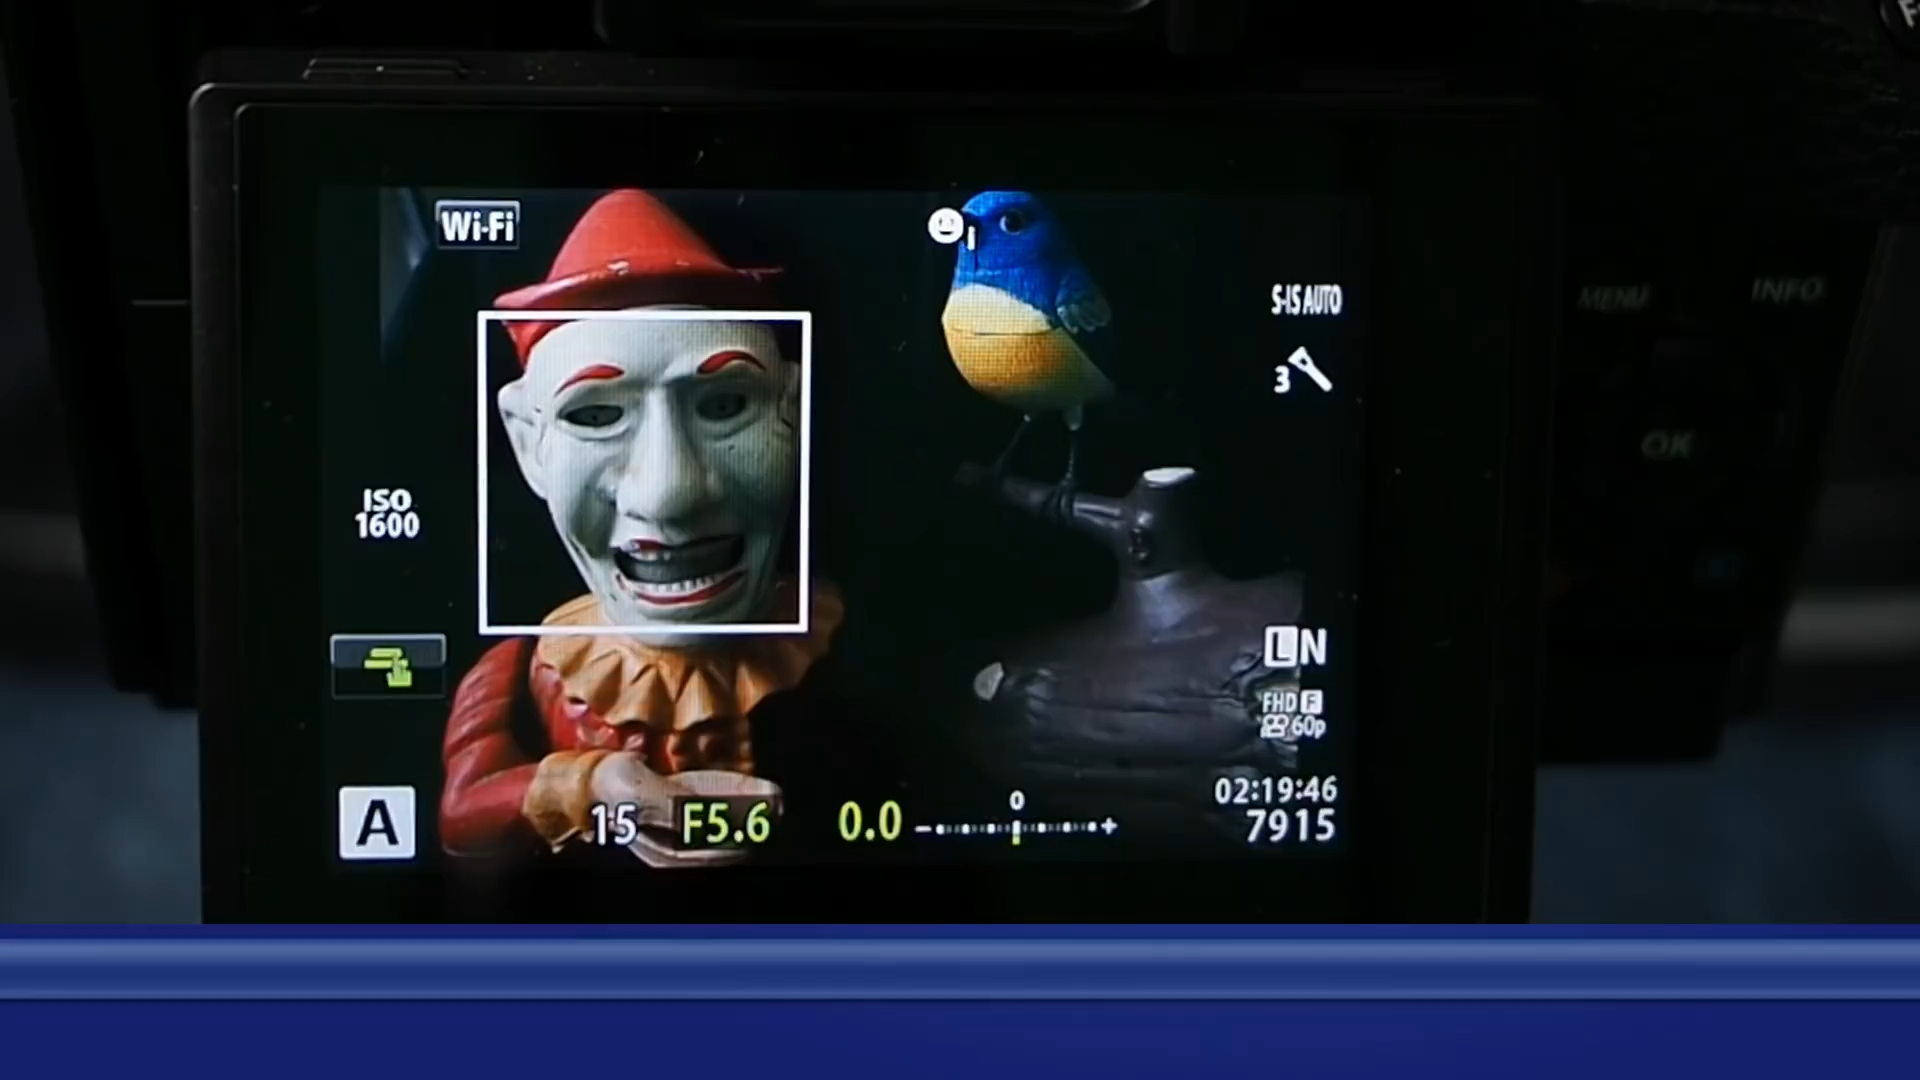 Wi-Fi
i
S-IS AUTO
3
MENU
INFO
OK
ISO
1600
LN
FHD F
60p
02:19:46
A
15
F5.6
0.0
- 0 +
7915